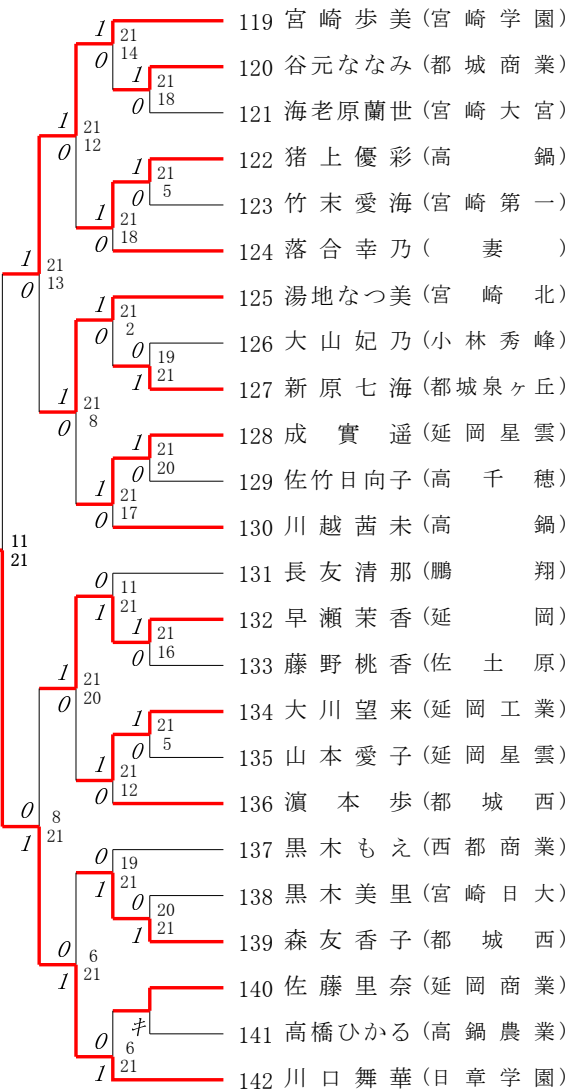 119 宮崎歩美 (宮崎学園)
120 谷元ななみ (都城商業)
121 海老原蘭世 (宮崎大宮)
122 猪上優彩 (高鍋)
123 竹末愛海 (宮崎第一)
124 落合幸乃 (妻)
125 湯地なつ美 (宮崎北)
126 大山妃乃 (小林秀峰)
127 新原七海 (都城泉ヶ丘)
128 成實遥 (延岡星雲)
129 佐竹日向子 (高千穂)
130 川越茜未 (高鍋)
131 長友清那 (鵬翔)
132 早瀬茉香 (延岡)
133 藤野桃香 (佐土原)
134 大川望来 (延岡工業)
135 山本愛子 (延岡星雲)
136 濵本歩 (都城西)
137 黒木もえ (西都商業)
138 黒木美里 (宮崎日大)
139 森友香子 (都城西)
140 佐藤里奈 (延岡商業)
141 高橋ひかる (高鍋農業)
142 川口舞華 (日章学園)
1 21
0 14
1 21
0 18
1 21
0 12
1 21
0 5
1 21
0 18
1 21
0 13
1 21
0 2
0 19
1 21
1 21
0 8
1 21
0 20
1 21
0 17
11
21
0 11
1 21
1 21
0 16
1 21
0 20
1 21
0 5
1 21
0 12
0 8
1 21
0 19
1 21
0 20
1 21
0 6
1 21
キ
0 6
1 21